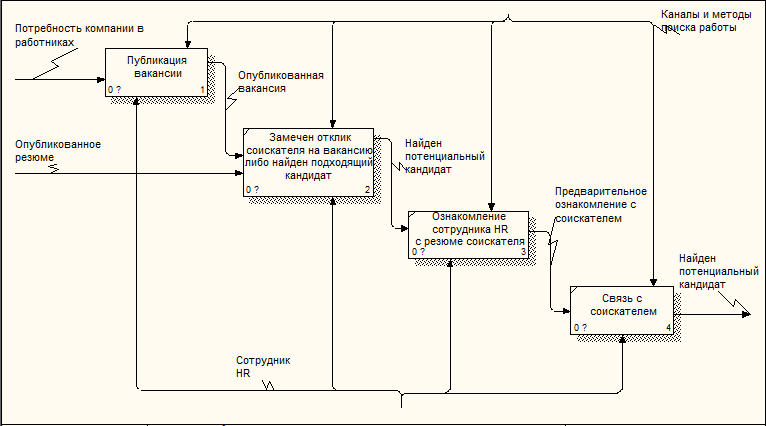 Потребность компании в
работниках
Каналы и методы
поиска работы
Публикация
вакансии
0 ?
1
Опубликованная
вакансия
Опубликованное
резюме
Замечен отклик
соискателя на вакансию
либо найден подходящий
кандидат
0 ?
2
Найден
потенциальный
кандидат
Ознакомление
сотрудника HR
с резюме соискателя
0 ?
3
Предварительное
ознакомление с
соискателем
Связь с
соискателем
0 ?
4
Найден
потенциальный
кандидат
Сотрудник
HR